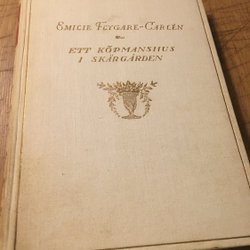 Emilie Flygare-Carlén
Ett Köpmanshus
i Skärgården